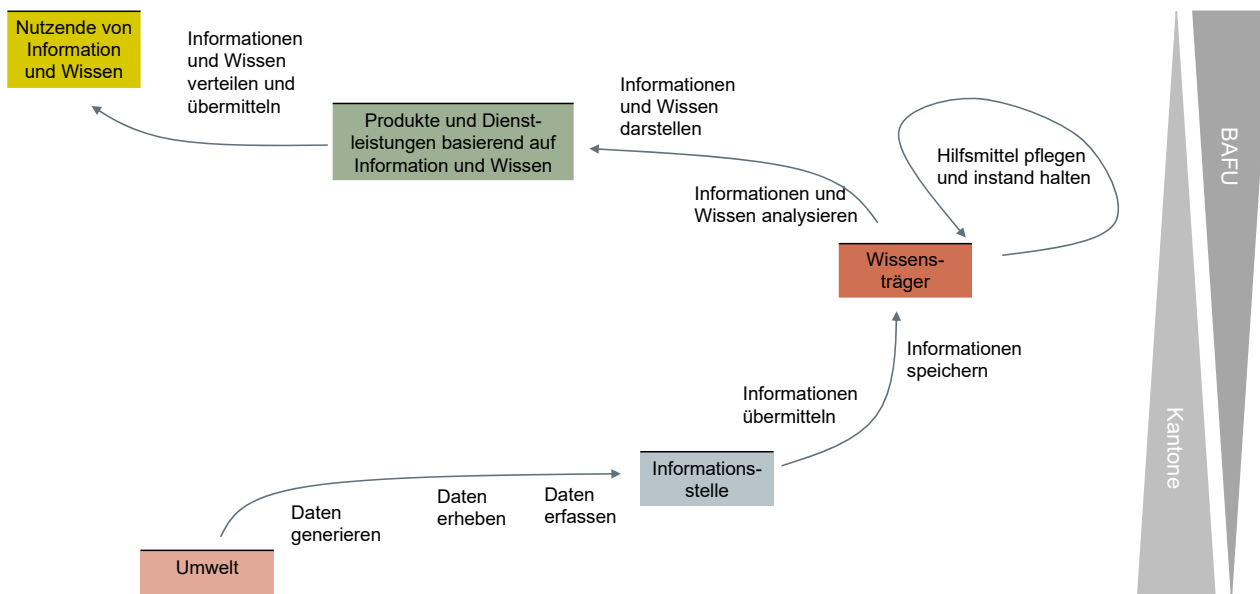 Nutzende von
Information
und Wissen
Informationen
und Wissen
verteilen und
übermitteln
Produkte und Dienst-
leistungen basierend auf
Information und Wissen
Informationen
und Wissen
darstellen
Informationen und
Wissen analysieren
Hilfsmittel pflegen
und instand halten
BAFU
Wissens-
träger
Informationen
speichern
Informationen
übermitteln
Kantone
Informations-
stelle
Daten
erfassen
Daten
erheben
Daten
generieren
Umwelt